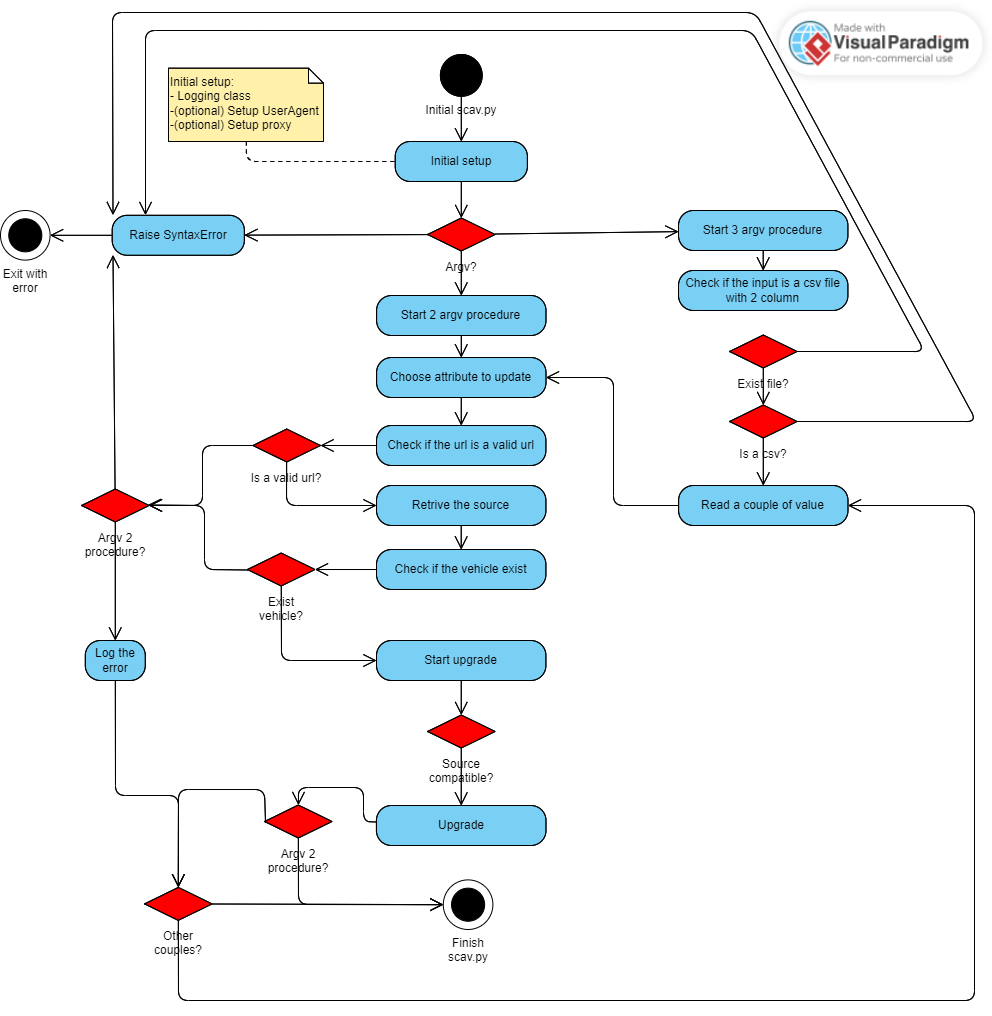 Made with
Visual Paradigm
For non-commercial use
Initial setup:
- Logging class
-(optional) Setup UserAgent
-(optional) Setup proxy
Initial scav.py
Initial setup
Raise SyntaxError
Start 3 argv procedure
Exit with
error
Argv?
Check if the input is a csv file
with 2 column
Start 2 argv procedure
Choose attribute to update
Exist file?
Check if the url is a valid url
Is a csv?
Is a valid url?
Retrive the source
Read a couple of value
Argv 2
procedure?
Check if the vehicle exist
Exist
vehicle?
Log the
error
Start upgrade
Source
compatible?
Upgrade
Argv 2
procedure?
Other
couples?
Finish
scav.py